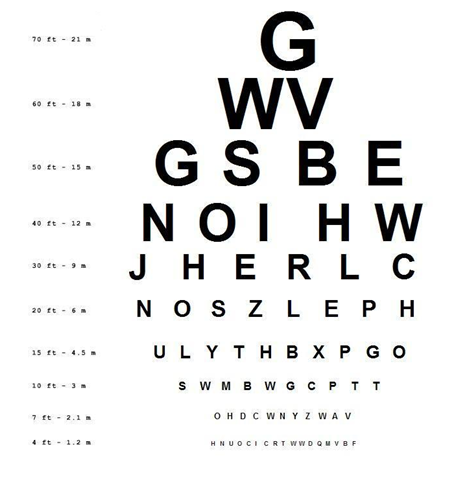 70 ft - 21 m G
60 ft - 18 m W V
50 ft - 15 m G S B E
40 ft - 12 m N O I H W
30 ft - 9 m J H E R L C
20 ft - 6 m N O S Z L E P H
15 ft - 4.5 m U L Y T H B X P G O
10 ft - 3 m S W M B W G C P T T
7 ft - 2.1 m O H D C W N Y Z W A V
4 ft - 1.2 m H N U O C I C R T W W D Q M V B F